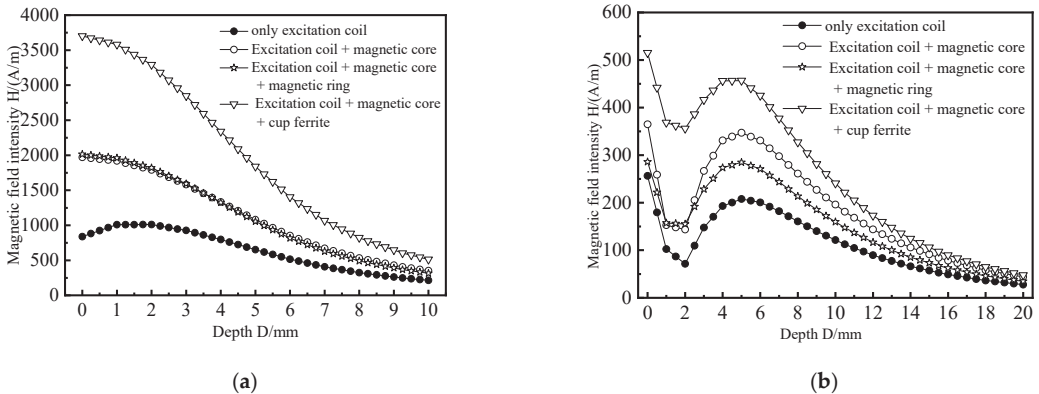 4000
3500
3000
2500
2000
1500
1000
500
0
Magnetic field intensity H/(A/m)
only excitation coil
Excitation coil + magnetic core
Excitation coil + magnetic core
+ magnetic ring
Excitation coil + magnetic core
+ cup ferrite
0 1 2 3 4 5 6 7 8 9 10
Depth D/mm
(a)
600
500
400
300
200
100
0
Magnetic field intensity H/(A/m)
only excitation coil
Excitation coil + magnetic core
Excitation coil + magnetic core
+ magnetic ring
Excitation coil + magnetic core
+ cup ferrite
0 2 4 6 8 10 12 14 16 18 20
Depth D/mm
(b)